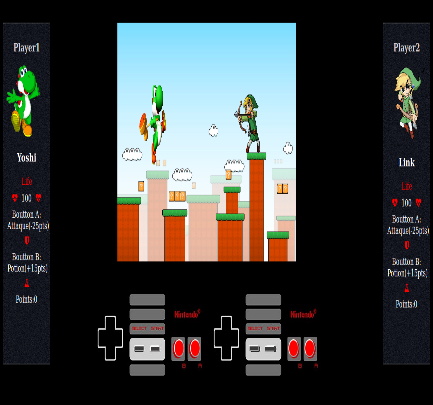 Player1
Yoshi
Life
100
Boutton A:
Attaque(-25pts)
Boutton B:
Potion(+15pts)
Points:0
Player2
Link
Life
100
Boutton A:
Attaque(-25pts)
Boutton B:
Potion(+15pts)
Points:0
Nintendo
SELECT START
B A
Nintendo
SELECT START
B A